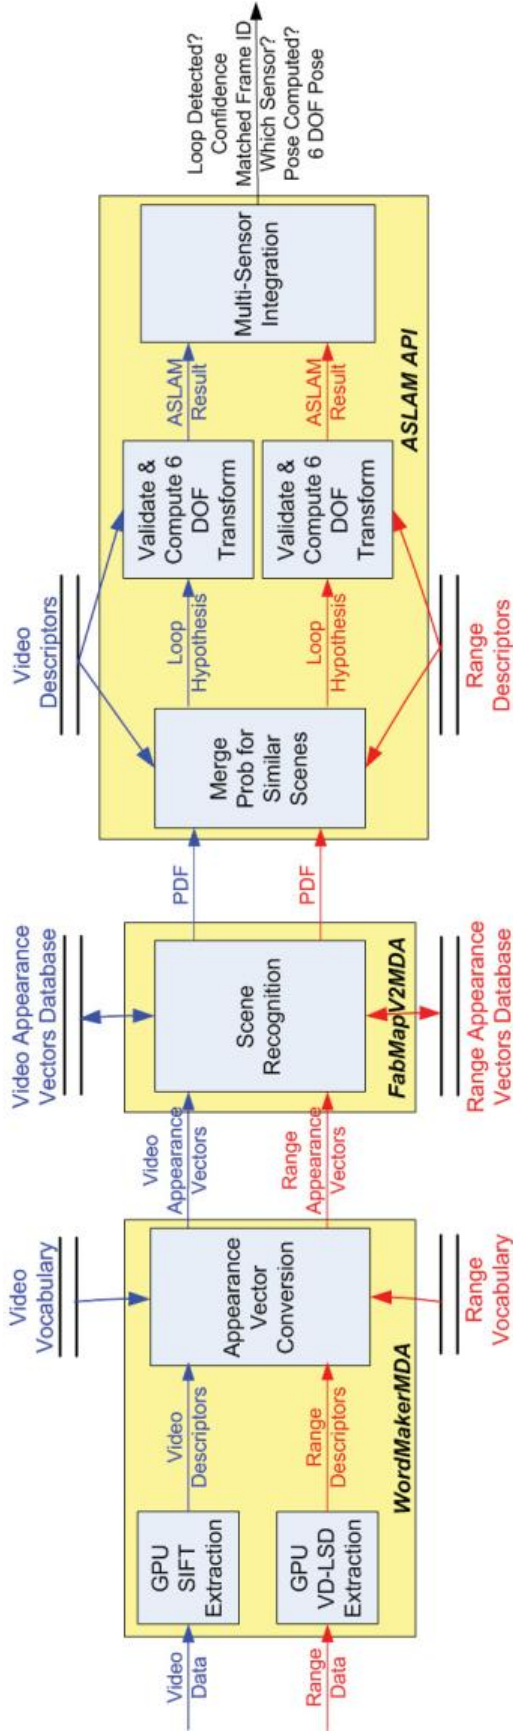 Video
Data
Range
Data
GPU
SIFT
Extraction
GPU
VD-LSD
Extraction
Video
Descriptors
Range
Descriptors
Video
Vocabulary
Appearance
Vector
Conversion
Range
Vocabulary
WordMakerMDA
Video
Appearance
Vectors
Range
Appearance
Vectors
Video Appearance
Vectors Database
Scene
Recognition
FabMapV2MDA
Range Appearance
Vectors Database
PDF
PDF
Video
Descriptors
Merge
Prob for
Similar
Scenes
Loop
Hypothesis
Loop
Hypothesis
Range
Descriptors
Validate &
Compute 6
DOF
Transform
Validate &
Compute 6
DOF
Transform
ASLAM
Result
ASLAM
Result
Multi-Sensor
Integration
ASLAM API
Loop Detected?
Confidence
Matched Frame ID
Which Sensor?
Pose Computed?
6 DOF Pose